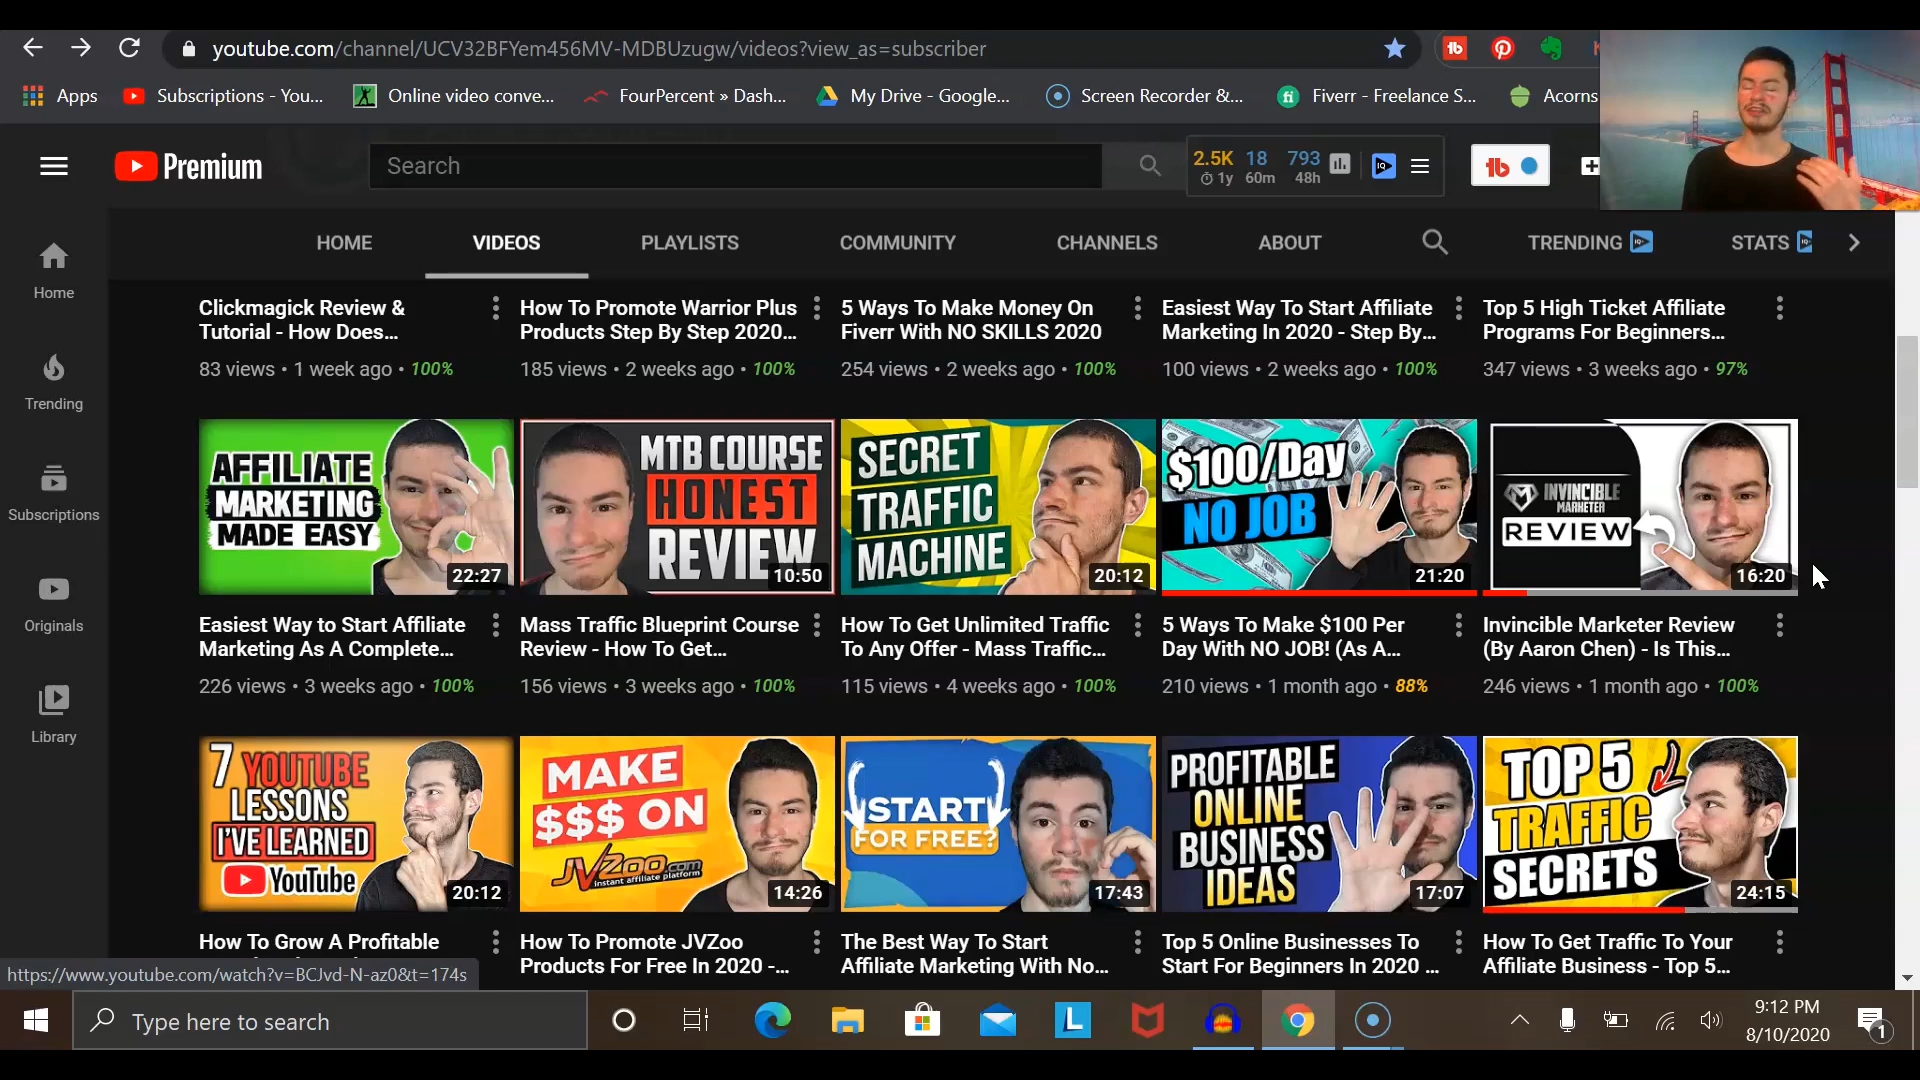 youtube.com/channel/UCV32BFYem456MV-MDBUzugw/videos?view_as=subscriber
Apps
Subscriptions - You...
Online video conve...
FourPercent » Dash...
My Drive - Google...
Screen Recorder &...
Fiverr - Freelance S...
Acorns
Premium
Search
2.5K 18 793
1y 60m 48h
HOME VIDEOS PLAYLISTS COMMUNITY CHANNELS ABOUT TRENDING STATS
Home
Trending
Subscriptions
Originals
Library
Clickmagick Review &
Tutorial - How Does...
83 views • 1 week ago • 100%
How To Promote Warrior Plus
Products Step By Step 2020...
185 views • 2 weeks ago • 100%
5 Ways To Make Money On
Fiverr With NO SKILLS 2020
254 views • 2 weeks ago • 100%
Easiest Way To Start Affiliate
Marketing In 2020 - Step By...
100 views • 2 weeks ago • 100%
Top 5 High Ticket Affiliate
Programs For Beginners...
347 views • 3 weeks ago • 97%
AFFILIATE
MARKETING
MADE EASY
22:27
Easiest Way to Start Affiliate
Marketing As A Complete...
226 views • 3 weeks ago • 100%
MTB COURSE
HONEST
REVIEW
10:50
Mass Traffic Blueprint Course
Review - How To Get...
156 views • 3 weeks ago • 100%
SECRET
TRAFFIC
MACHINE
20:12
How To Get Unlimited Traffic
To Any Offer - Mass Traffic...
115 views • 4 weeks ago • 100%
$100/Day
NO JOB
21:20
5 Ways To Make $100 Per
Day With NO JOB! (As A...
210 views • 1 month ago • 88%
INVINCIBLE
MARKETER
REVIEW
16:20
Invincible Marketer Review
(By Aaron Chen) - Is This...
246 views • 1 month ago • 100%
7 YOUTUBE
LESSONS
I'VE LEARNED
YouTube
20:12
How To Grow A Profitable
MAKE
$$$ ON
JVZoo.com
instant affiliate platform
14:26
How To Promote JVZoo
Products For Free In 2020 -...
START
FOR FREE?
17:43
The Best Way To Start
Affiliate Marketing With No...
PROFITABLE
ONLINE
BUSINESS
IDEAS
17:07
Top 5 Online Businesses To
Start For Beginners In 2020 ...
TOP 5
TRAFFIC
SECRETS
24:15
How To Get Traffic To Your
Affiliate Business - Top 5...
https://www.youtube.com/watch?v=BCJvd-N-az0&t=174s
Type here to search
9:12 PM
8/10/2020
1